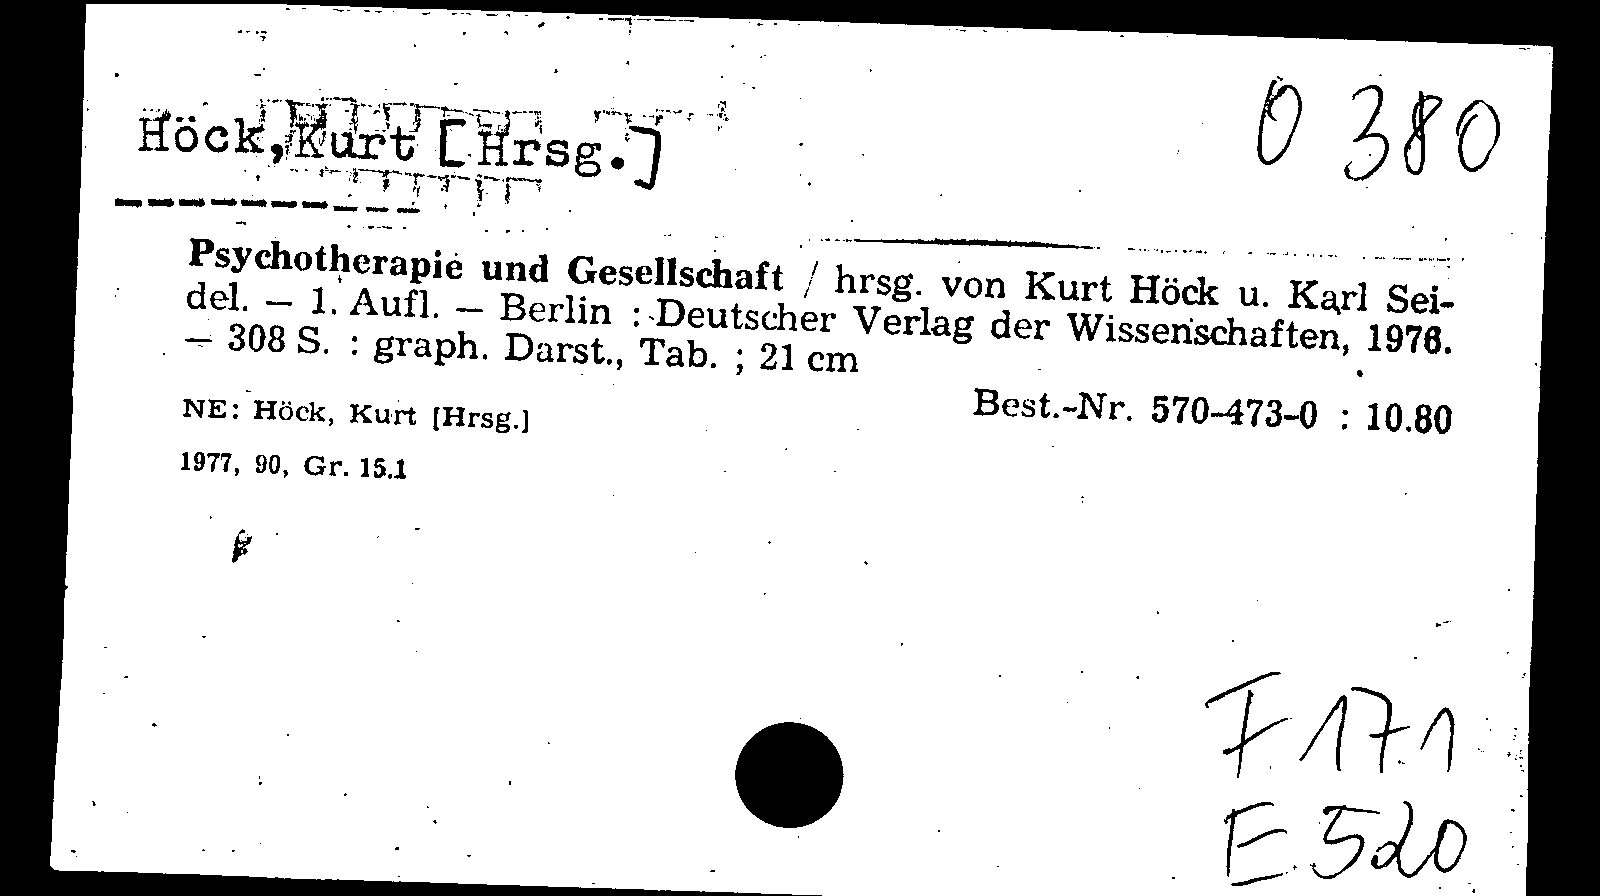 O 380
Höck, Kurt [Hrsg.]
Psychotherapie und Gesellschaft / hrsg. von Kurt Höck u. Karl Sei-
del. — 1. Aufl. — Berlin : Deutscher Verlag der Wissenschaften, 1976.
— 308 S. : graph. Darst., Tab. ; 21 cm
Best.-Nr. 570-473-0 : 10.80
NE: Höck, Kurt [Hrsg.]
1977, 90, Gr. 15.1
F 171
E 520